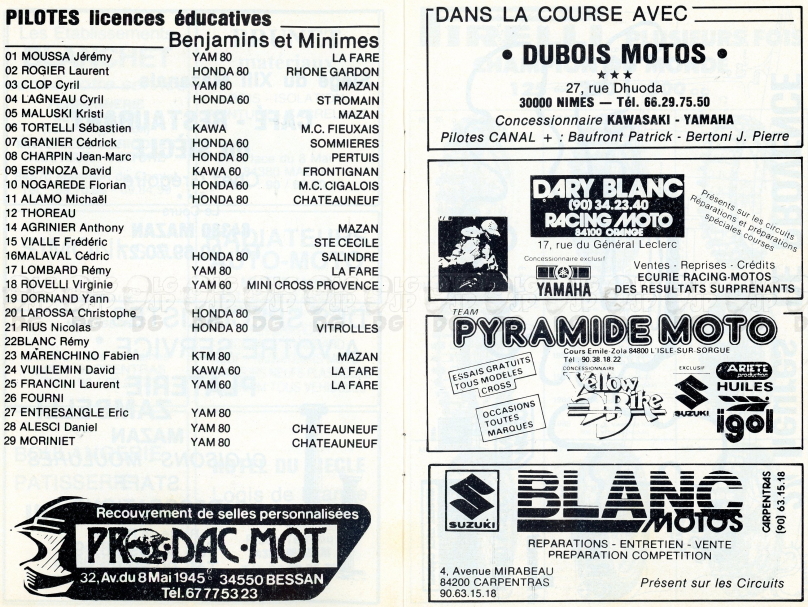 PILOTES licences éducatives
Benjamins et Minimes
01 MOUSSA Jérémy YAM 80 LA FARE
02 ROGIER Laurent HONDA 80 RHONE GARDON
03 CLOP Cyril YAM 80 MAZAN
04 LAGNEAU Cyril HONDA 60 ST ROMAIN
05 MALUSKI Kristi MAZAN
06 TORTELLI Sébastien KAWA M.C. FIEUXAIS
07 GRANIER Cédrick HONDA 60 SOMMIERES
08 CHARPIN Jean-Marc HONDA 80 PERTUIS
09 ESPINOZA David KAWA 60 FRONTIGNAN
10 NOGAREDE Florian HONDA 60 M.C. CIGALOIS
11 ALAMO Michaël HONDA 80 CHATEAUNEUF
12 THOREAU
14 AGRINIER Anthony MAZAN
15 VIALLE Frédéric STE CECILE
16MALAVAL Cédric HONDA 80 SALINDRE
17 LOMBARD Rémy YAM 80 LA FARE
18 ROVELLI Virginie YAM 60 MINI CROSS PROVENCE
19 DORNAND Yann
20 LAROSSA Christophe HONDA 80
21 RIUS Nicolas HONDA 80 VITROLLES
22BLANC Rémy
23 MARENCHINO Fabien KTM 80 MAZAN
24 VUILLEMIN David KAWA 60 LA FARE
25 FRANCINI Laurent YAM 60 LA FARE
26 FOURNI
27 ENTRESANGLE Eric YAM 80
28 ALESCI Daniel YAM 80 CHATEAUNEUF
29 MORINIET YAM 80 CHATEAUNEUF
Recouvrement de selles personnalisées
PRO•DAC•MOT
32, Av. du 8 Mai 1945 34550 BESSAN
Tél. 67 77 53 23
DANS LA COURSE AVEC
• DUBOIS MOTOS •
★ ★ ★
27, rue Dhuoda
30000 NIMES — Tél. 66.29.75.50
Concessionnaire KAWASAKI - YAMAHA
Pilotes CANAL + : Baufront Patrick - Bertoni J. Pierre
DARY BLANC
(90) 34.23.40
RACING MOTO
84100 ORANGE
17, rue du Général Leclerc
Présents sur les circuits
Réparations et préparations
spéciales courses
Concessionnaire exclusif
YAMAHA
Ventes - Reprises - Crédits
ECURIE RACING-MOTOS
DES RESULTATS SURPRENANTS
TEAM
PYRAMIDE MOTO
Cours Emile-Zola 84800 L'ISLE-SUR-SORGUE
Tél. 90.38.18.22
ESSAIS GRATUITS
TOUS MODELES
CROSS
OCCASIONS
TOUTES
MARQUES
CONCESSIONNAIRE
Yellow
Bike
EXCLUSIF
SUZUKI
ARIETE
production
HUILES
igol
SUZUKI
BLANC
MOTOS
CARPENTRAS
(90) 63.15.18
REPARATIONS - ENTRETIEN - VENTE
PREPARATION COMPETITION
4, Avenue MIRABEAU
84200 CARPENTRAS
90.63.15.18
Présent sur les Circuits